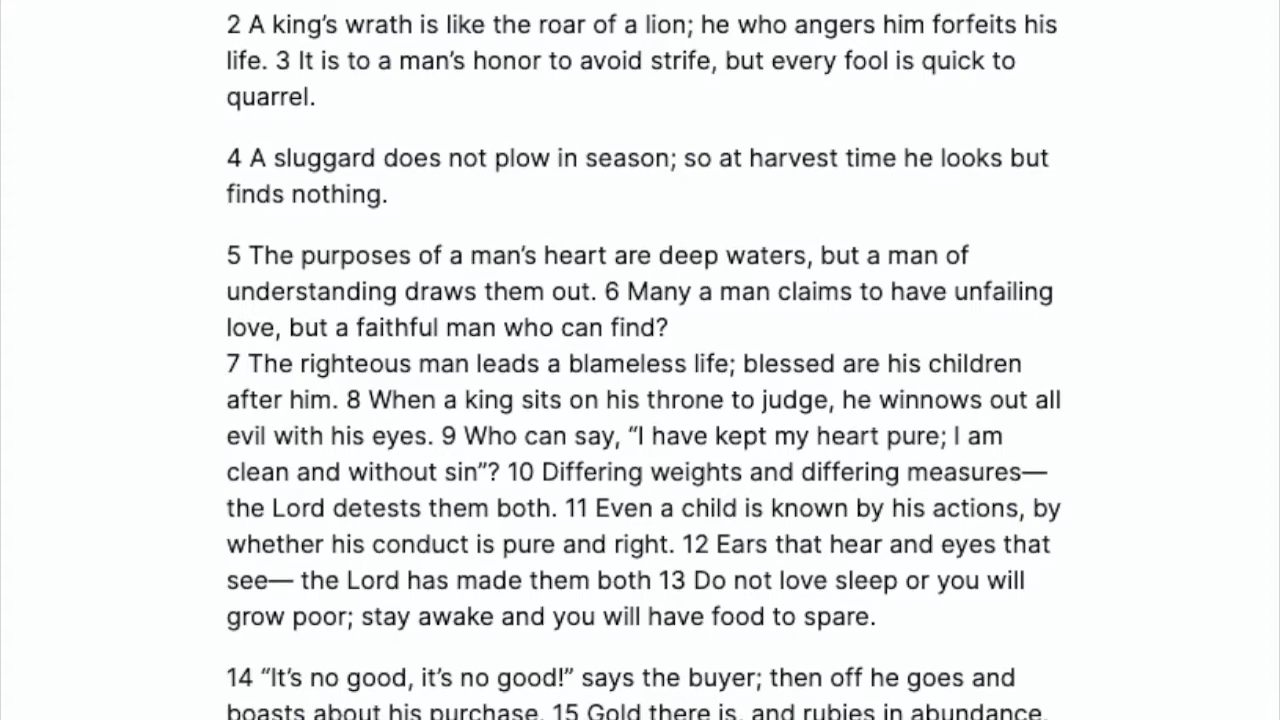 2 A king’s wrath is like the roar of a lion; he who angers him forfeits his
life. 3 It is to a man’s honor to avoid strife, but every fool is quick to
quarrel.
4 A sluggard does not plow in season; so at harvest time he looks but
finds nothing.
5 The purposes of a man’s heart are deep waters, but a man of
understanding draws them out. 6 Many a man claims to have unfailing
love, but a faithful man who can find?
7 The righteous man leads a blameless life; blessed are his children
after him. 8 When a king sits on his throne to judge, he winnows out all
evil with his eyes. 9 Who can say, “I have kept my heart pure; I am
clean and without sin”? 10 Differing weights and differing measures—
the Lord detests them both. 11 Even a child is known by his actions, by
whether his conduct is pure and right. 12 Ears that hear and eyes that
see— the Lord has made them both 13 Do not love sleep or you will
grow poor; stay awake and you will have food to spare.
14 “It’s no good, it’s no good!” says the buyer; then off he goes and
boasts about his purchase. 15 Gold there is, and rubies in abundance,